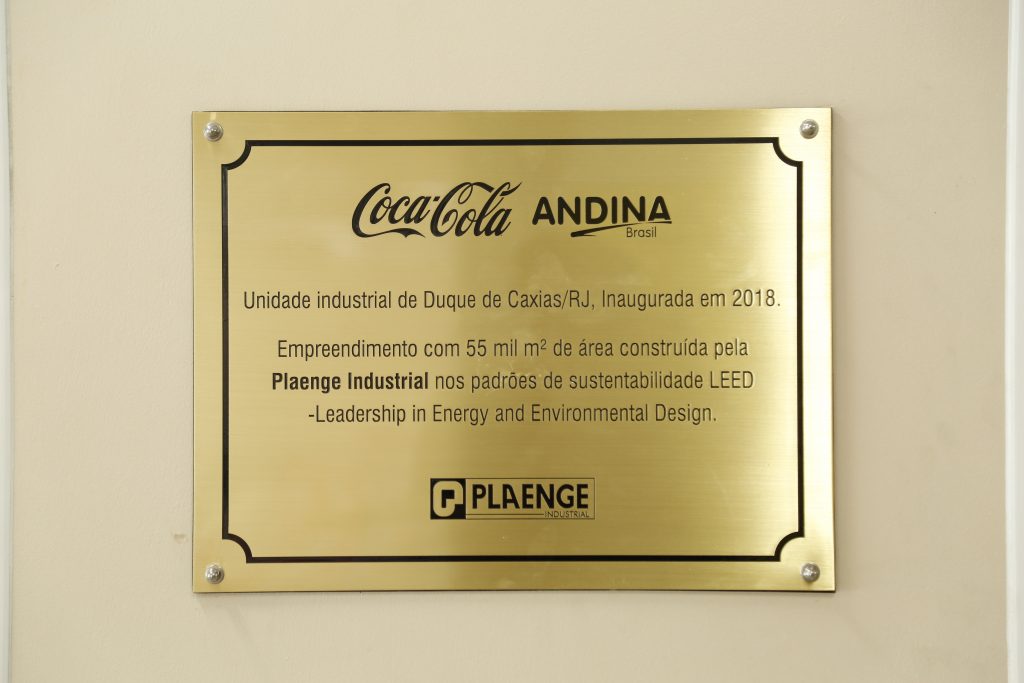 Coca-Cola ANDINA
Brasil
Unidade industrial de Duque de Caxias/RJ, Inaugurada em 2018.
Empreendimento com 55 mil m² de área construída pela
Plaenge Industrial nos padrões de sustentabilidade LEED
-Leadership in Energy and Environmental Design.
PLAENGE
INDUSTRIAL